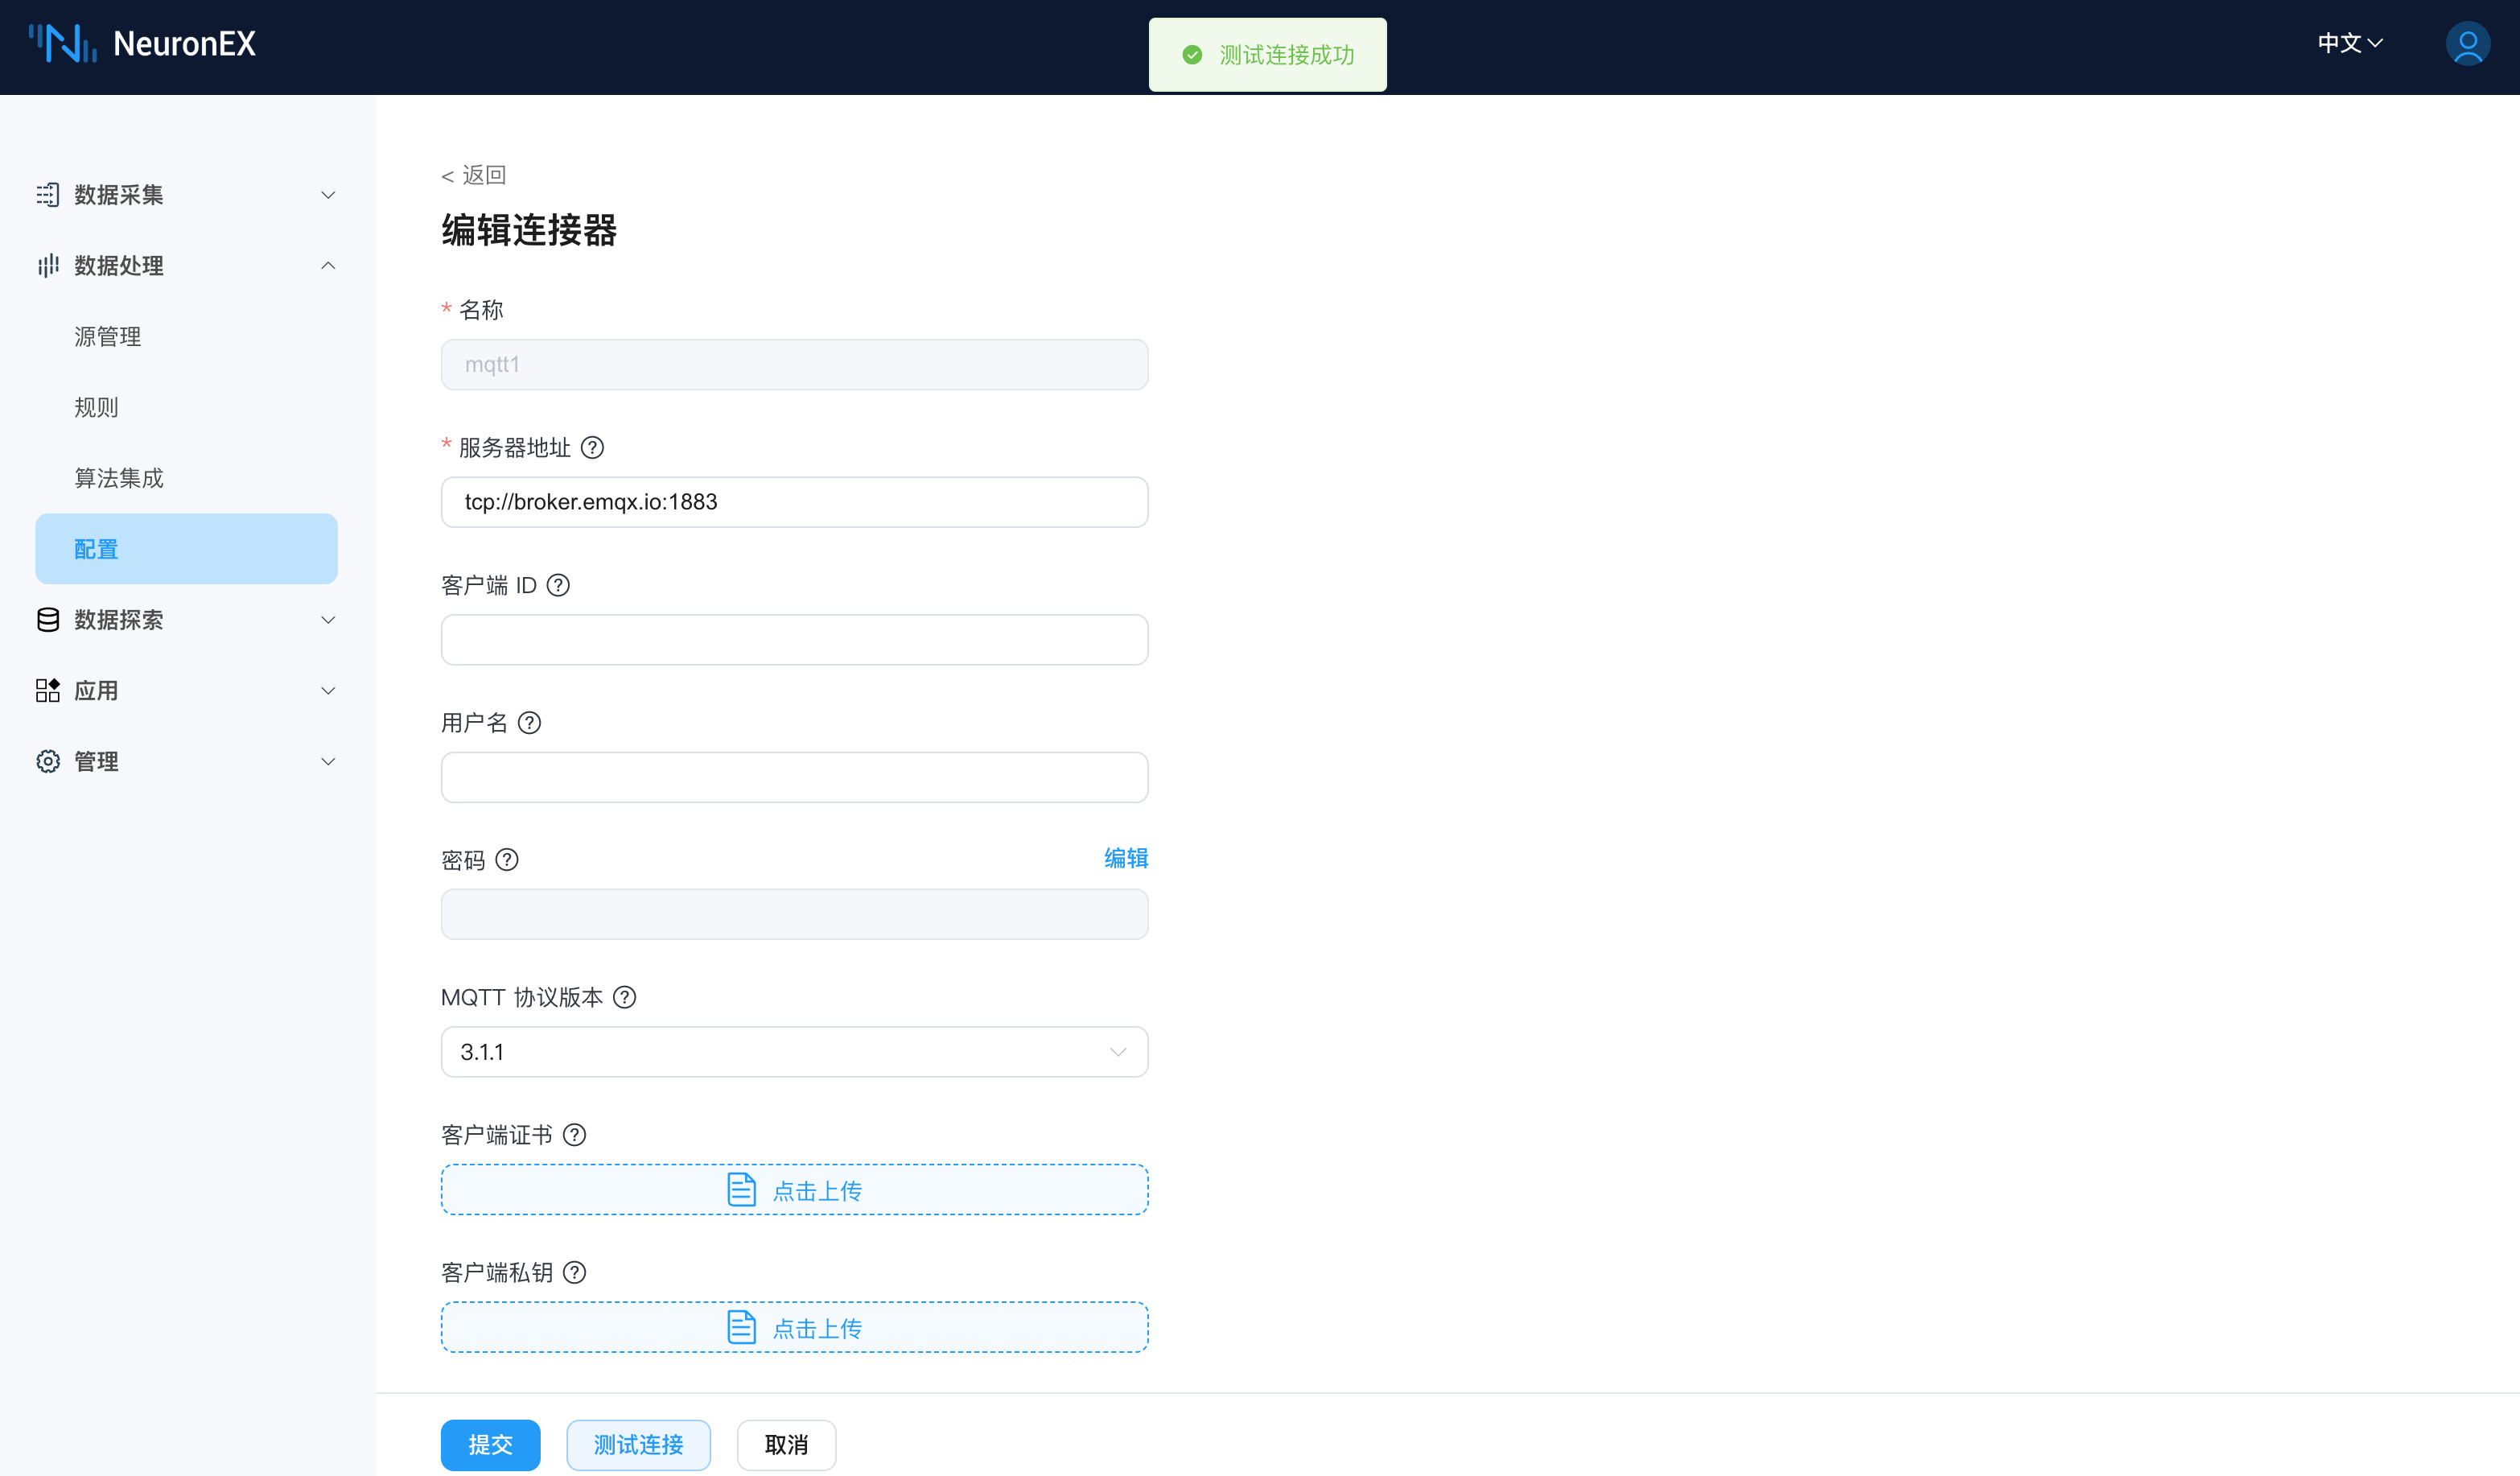 NeuronEX
测试连接成功
中文
数据采集
数据处理
源管理
规则
算法集成
配置
数据探索
应用
管理
< 返回
编辑连接器
* 名称
mqtt1
* 服务器地址 ?
tcp://broker.emqx.io:1883
客户端 ID ?
用户名 ?
密码 ?
编辑
MQTT 协议版本 ?
3.1.1
客户端证书 ?
点击上传
客户端私钥 ?
点击上传
提交
测试连接
取消